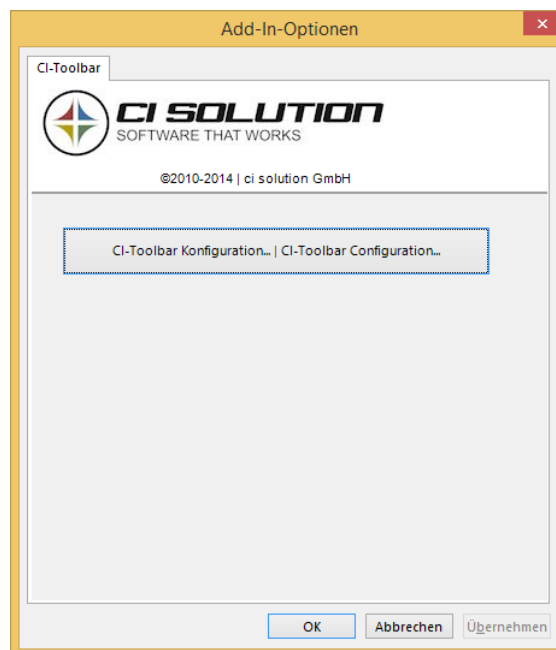 Add-In-Optionen
CI-Toolbar
CI SOLUTION
SOFTWARE THAT WORKS
©2010-2014 | ci solution GmbH
CI-Toolbar Konfiguration... | CI-Toolbar Configuration...
OK Abbrechen Übernehmen